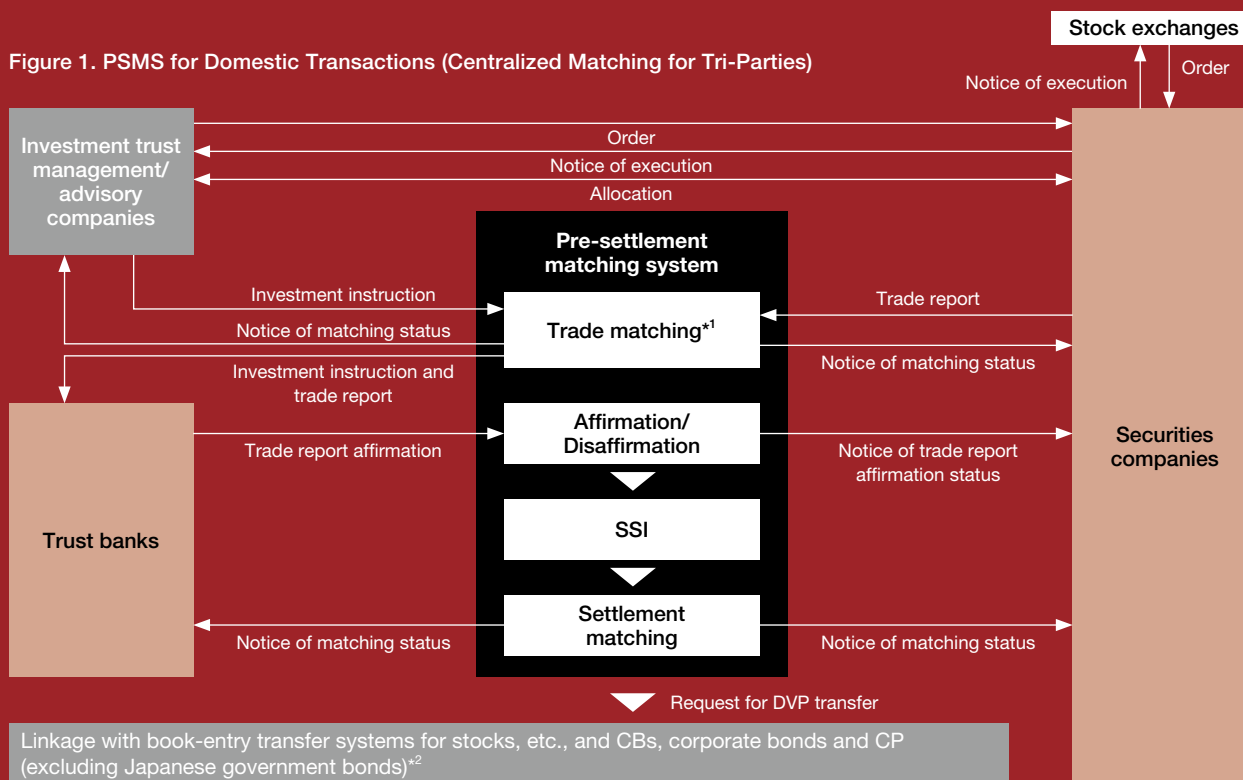 Stock exchanges
Figure 1. PSMS for Domestic Transactions (Centralized Matching for Tri-Parties)
Order
Notice of execution
Investment trust
management/
advisory
companies
Order
Notice of execution
Allocation
Pre-settlement
matching system
Investment instruction
Trade report
Trade matching*1
Notice of matching status
Notice of matching status
Investment instruction and
trade report
Affirmation/
Disaffirmation
Trade report affirmation
Notice of trade report
affirmation status
Securities
companies
SSI
Trust banks
Settlement
matching
Notice of matching status
Notice of matching status
Request for DVP transfer
Linkage with book-entry transfer systems for stocks, etc., and CBs, corporate bonds and CP
(excluding Japanese government bonds)*2